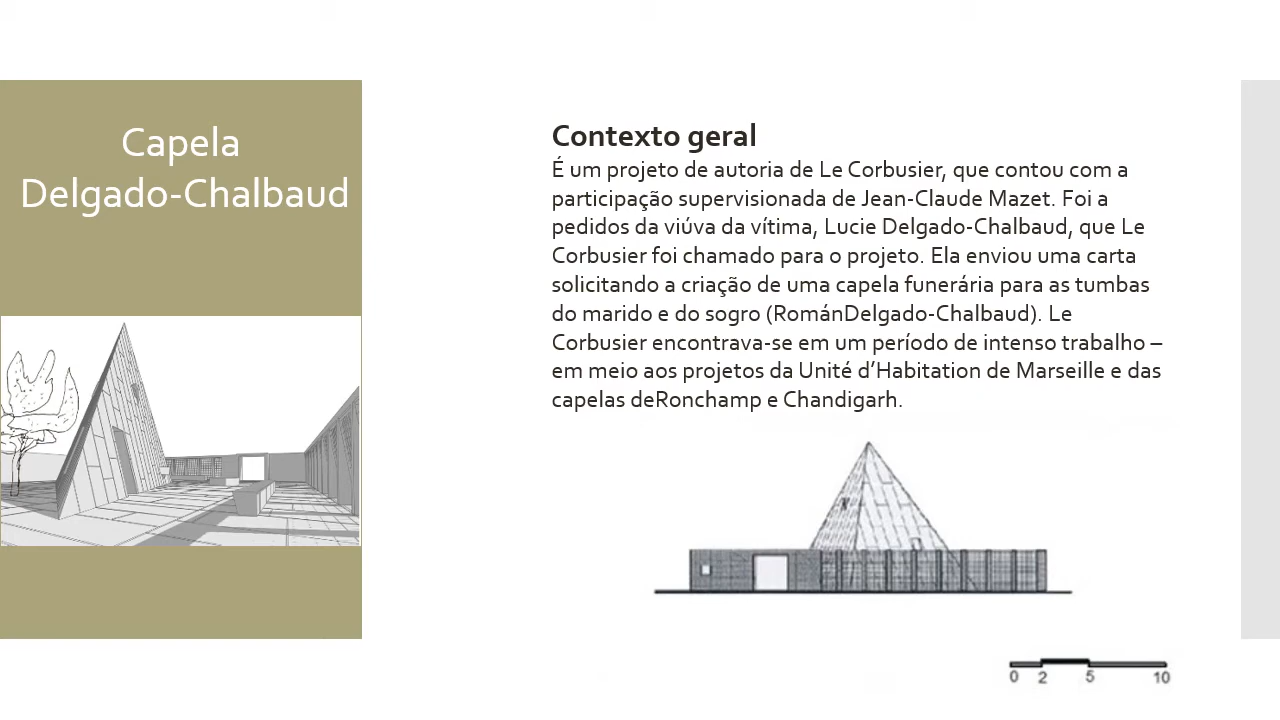 Capela
Delgado-Chalbaud
Contexto geral
É um projeto de autoria de Le Corbusier, que contou com a
participação supervisionada de Jean-Claude Mazet. Foi a
pedidos da viúva da vítima, Lucie Delgado-Chalbaud, que Le
Corbusier foi chamado para o projeto. Ela enviou uma carta
solicitando a criação de uma capela funerária para as tumbas
do marido e do sogro (RománDelgado-Chalbaud). Le
Corbusier encontrava-se em um período de intenso trabalho –
em meio aos projetos da Unité d’Habitation de Marseille e das
capelas deRonchamp e Chandigarh.
0 2 5 10